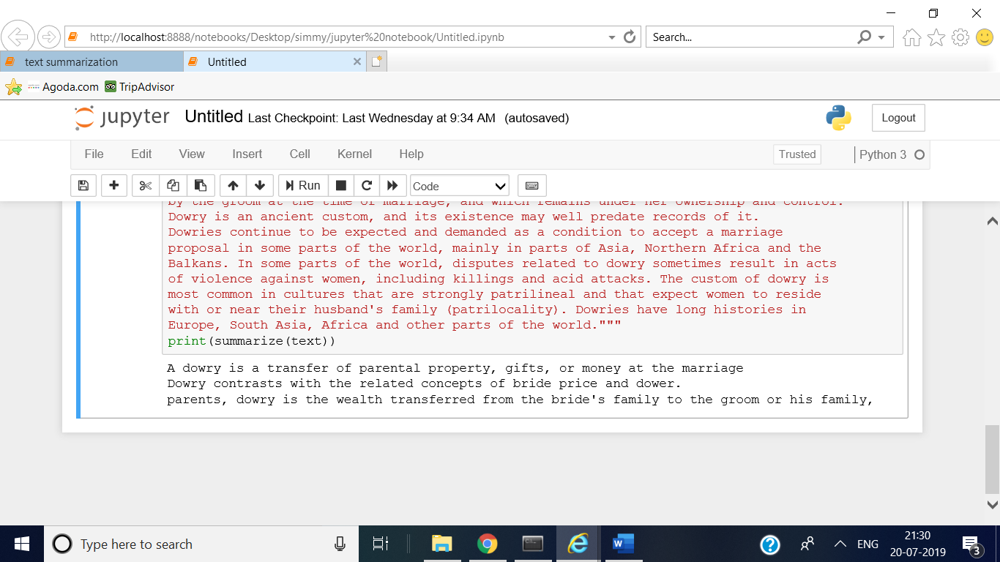 http://localhost:8888/notebooks/Desktop/simmy/jupyter%20notebook/Untitled.ipynb
Search...
text summarization
Untitled
Agoda.com
TripAdvisor
jupyter
Untitled Last Checkpoint: Last Wednesday at 9:34 AM (autosaved)
Logout
File Edit View Insert Cell Kernel Help
Trusted
Python 3
Run
Code
by the groom at the time of marriage, and which remains under her ownership and control.
Dowry is an ancient custom, and its existence may well predate records of it.
Dowries continue to be expected and demanded as a condition to accept a marriage
proposal in some parts of the world, mainly in parts of Asia, Northern Africa and the
Balkans. In some parts of the world, disputes related to dowry sometimes result in acts
of violence against women, including killings and acid attacks. The custom of dowry is
most common in cultures that are strongly patrilineal and that expect women to reside
with or near their husband's family (patrilocality). Dowries have long histories in
Europe, South Asia, Africa and other parts of the world."""
print(summarize(text))
A dowry is a transfer of parental property, gifts, or money at the marriage
Dowry contrasts with the related concepts of bride price and dower.
parents, dowry is the wealth transferred from the bride's family to the groom or his family,
Type here to search
ENG
21:30
20-07-2019
3